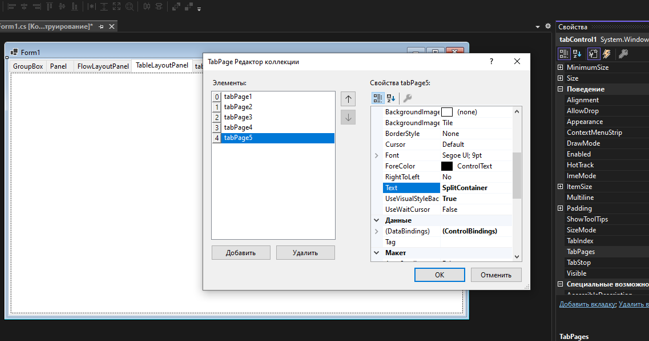 orm1.cs [Ко...труирование]*
Form1
GroupBox
Panel
FlowLayoutPanel
TableLayoutPanel
TabPage Редактор коллекции
?
Элементы:
0 tabPage1
1 tabPage2
2 tabPage3
3 tabPage4
4 tabPage5
Добавить
Удалить
Свойства tabPage5:
BackgroundImage (none)
BackgroundImage Tile
BorderStyle None
Cursor Default
Font Segoe UI; 9pt
ForeColor ControlText
RightToLeft No
Text SplitContainer
UseVisualStyleBac True
UseWaitCursor False
Данные
(DataBindings) (ControlBindings)
Tag
Макет
ОК
Отменить
Свойства
tabControl1 System.Window
MinimumSize
Size
Поведение
Alignment
AllowDrop
Appearance
ContextMenuStrip
DrawMode
Enabled
HotTrack
ImeMode
ItemSize
Multiline
Padding
ShowToolTips
SizeMode
TabIndex
TabPages
TabStop
Visible
Специальные возможно
Добавить вкладку; Удалить в
TabPages